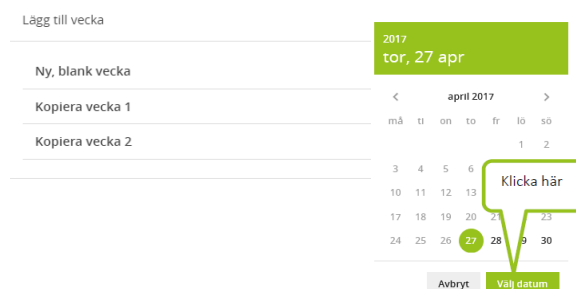 Lägg till vecka
Ny, blank vecka
Kopiera vecka 1
Kopiera vecka 2
2017
tor, 27 apr
< april 2017 >
må ti on to fr lö sö
1 2
3 4 5 6
10 11 12 13
17 18 19 20 21 23
24 25 26 27 28 29 30
Klicka här
Avbryt Välj datum